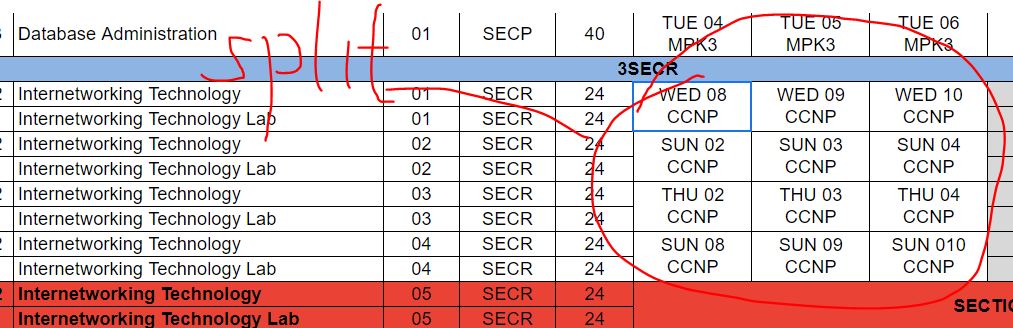 3 Database Administration 01 SECP 40 TUE 04 TUE 05 TUE 06
MPK3 MPK3 MPK3
split
3SECR
2 Internetworking Technology 01 SECR 24 WED 08 WED 09 WED 10
Internetworking Technology Lab 01 SECR 24 CCNP CCNP CCNP
2 Internetworking Technology 02 SECR 24 SUN 02 SUN 03 SUN 04
Internetworking Technology Lab 02 SECR 24 CCNP CCNP CCNP
2 Internetworking Technology 03 SECR 24 THU 02 THU 03 THU 04
Internetworking Technology Lab 03 SECR 24 CCNP CCNP CCNP
2 Internetworking Technology 04 SECR 24 SUN 08 SUN 09 SUN 010
Internetworking Technology Lab 04 SECR 24 CCNP CCNP CCNP
2 Internetworking Technology 05 SECR 24
Internetworking Technology Lab 05 SECR 24